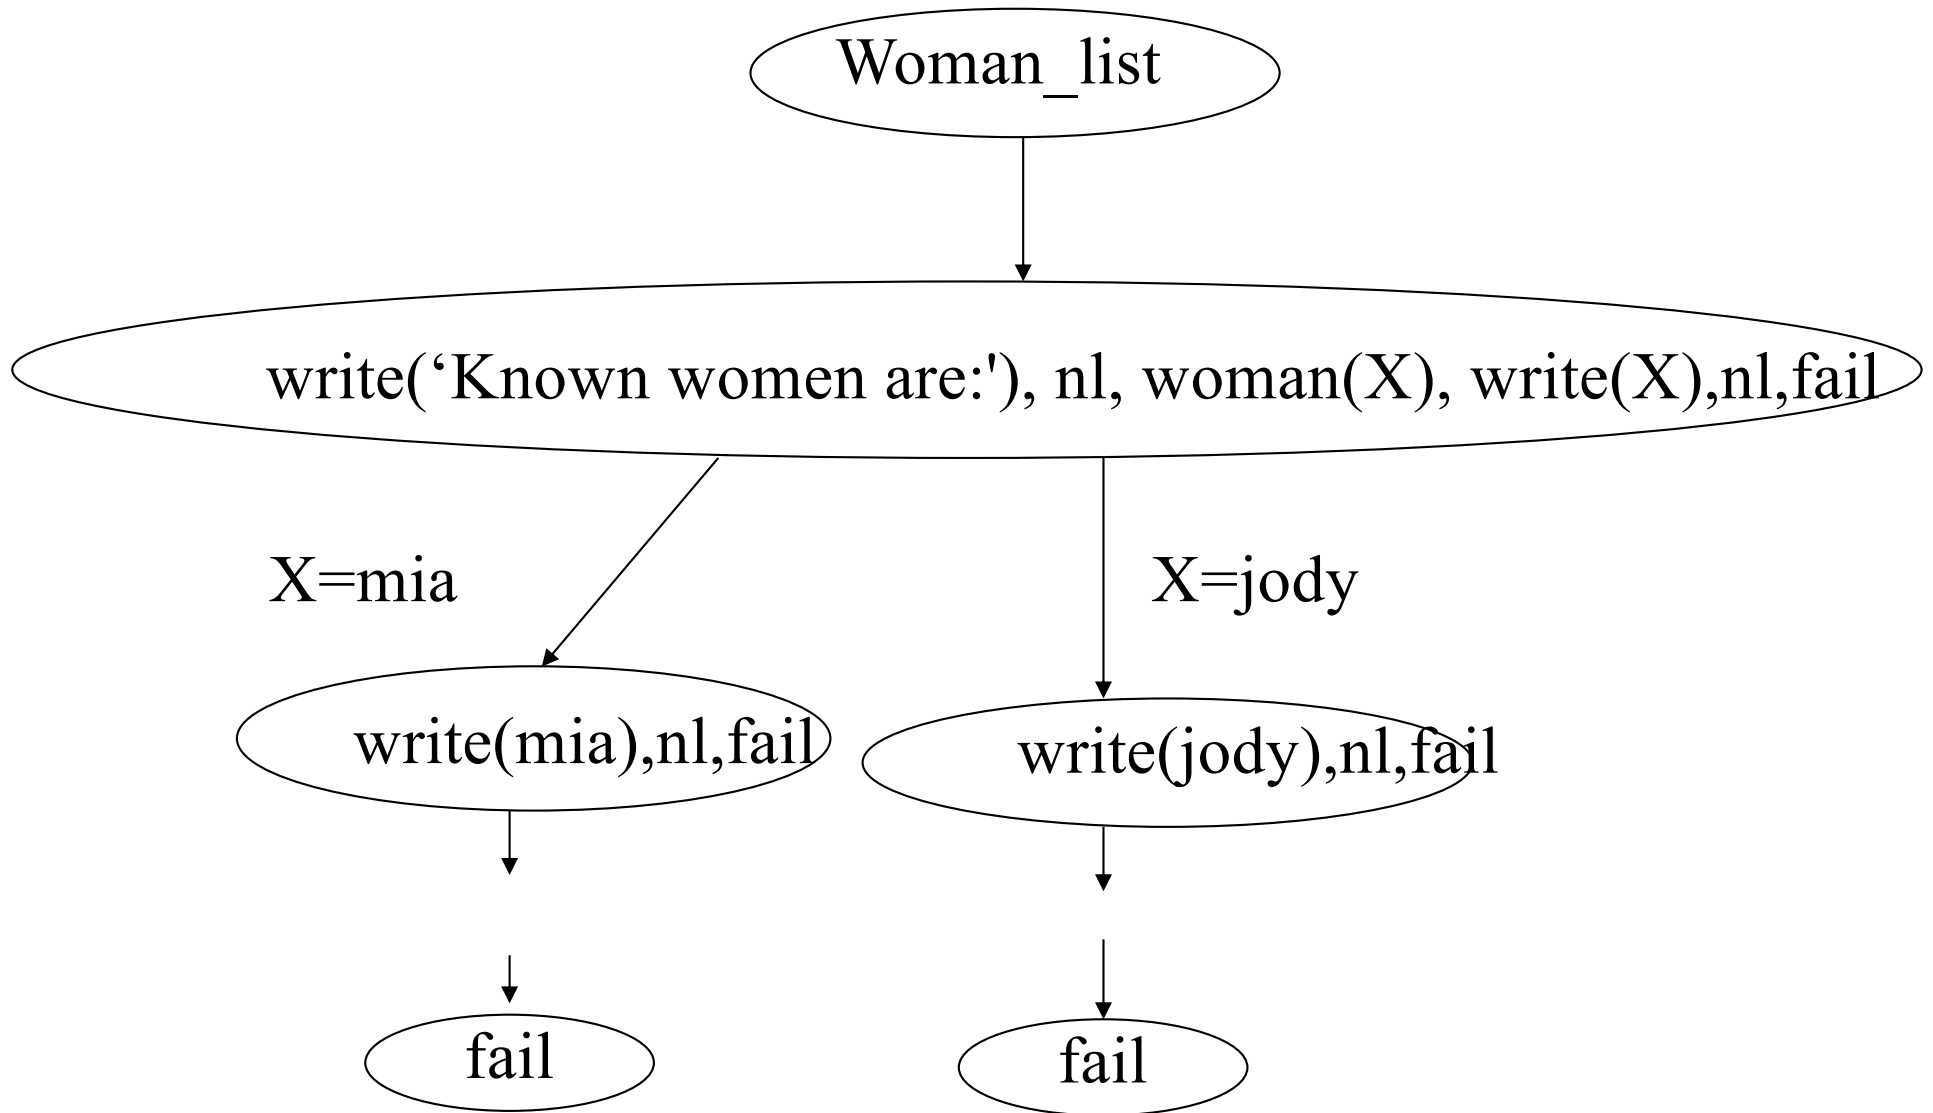 Woman_list
write(‘Known women are:'), nl, woman(X), write(X),nl,fail
X=mia
X=jody
write(mia),nl,fail
write(jody),nl,fail
fail
fail